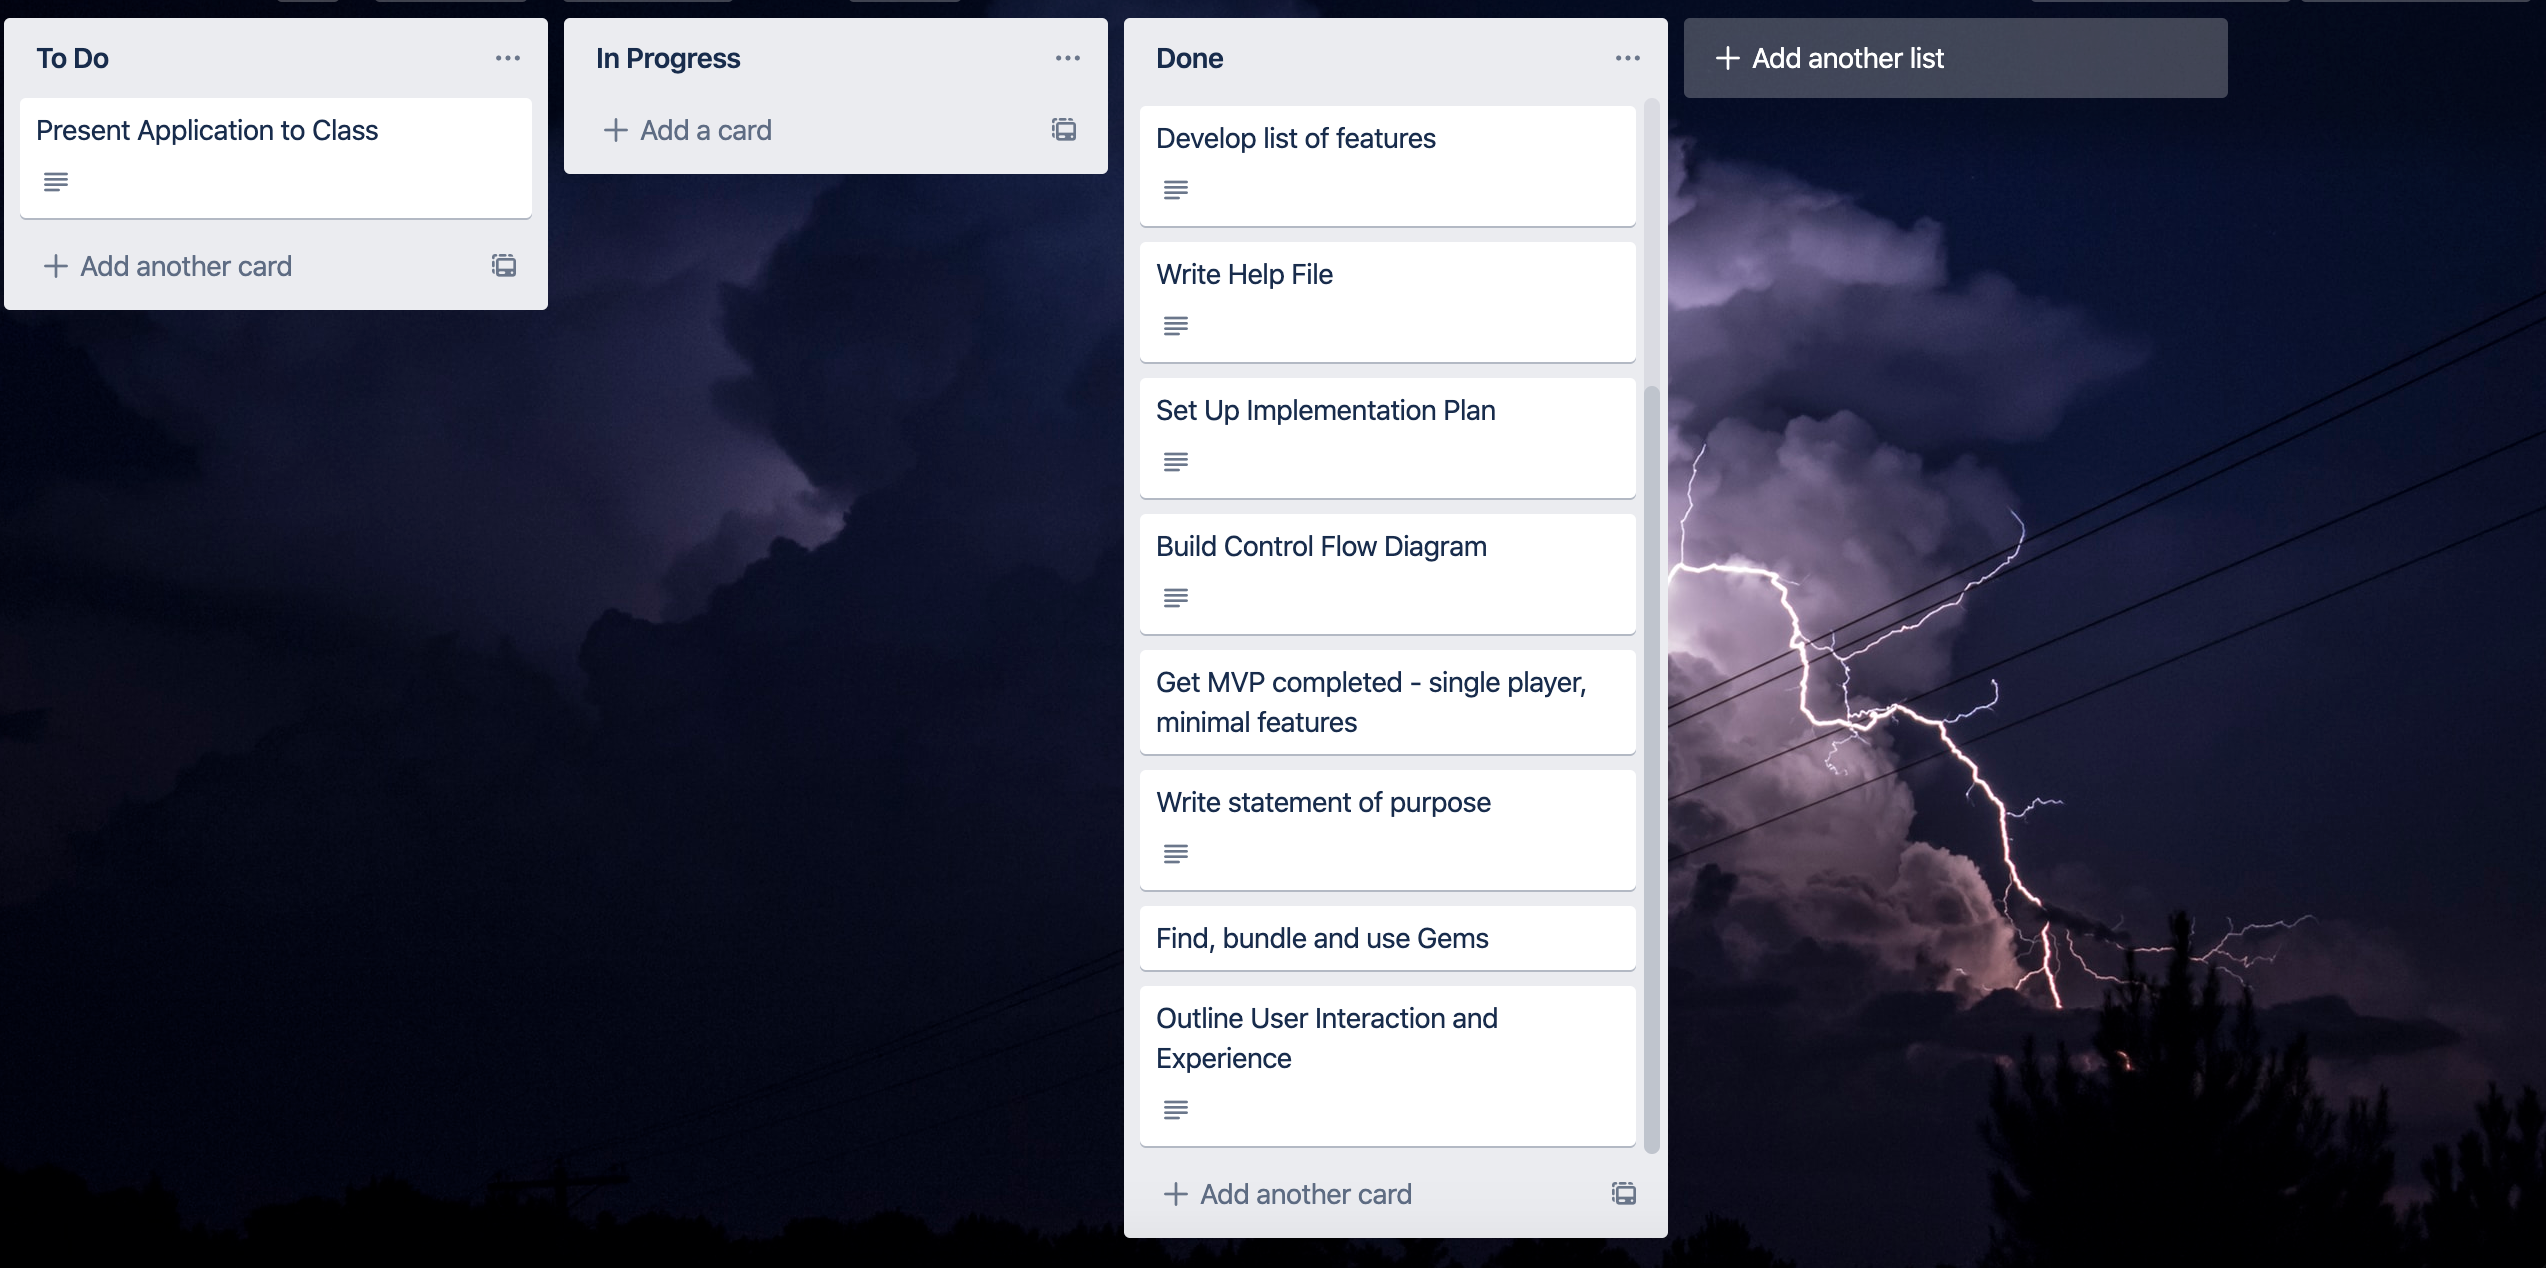 To Do
Present Application to Class
Add another card
In Progress
Add a card
Done
Develop list of features
Write Help File
Set Up Implementation Plan
Build Control Flow Diagram
Get MVP completed - single player,
minimal features
Write statement of purpose
Find, bundle and use Gems
Outline User Interaction and
Experience
Add another card
Add another list